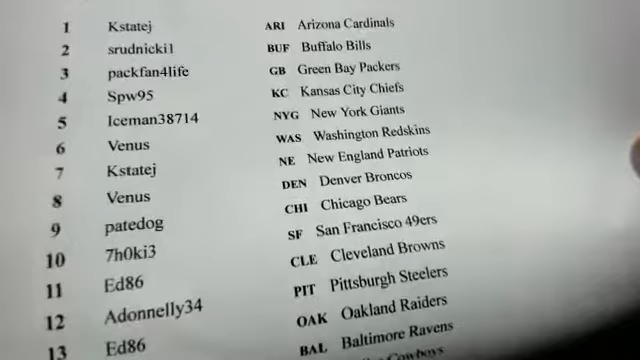 1 Kstatej ARI Arizona Cardinals
2 srudnicki1 BUF Buffalo Bills
3 packfan4life GB Green Bay Packers
4 Spw95 KC Kansas City Chiefs
5 Iceman38714 NYG New York Giants
6 Venus WAS Washington Redskins
7 Kstatej NE New England Patriots
8 Venus DEN Denver Broncos
9 patedog CHI Chicago Bears
10 7h0ki3 SF San Francisco 49ers
11 Ed86 CLE Cleveland Browns
12 Adonnelly34 PIT Pittsburgh Steelers
13 Ed86 OAK Oakland Raiders
BAL Baltimore Ravens
Cowboys